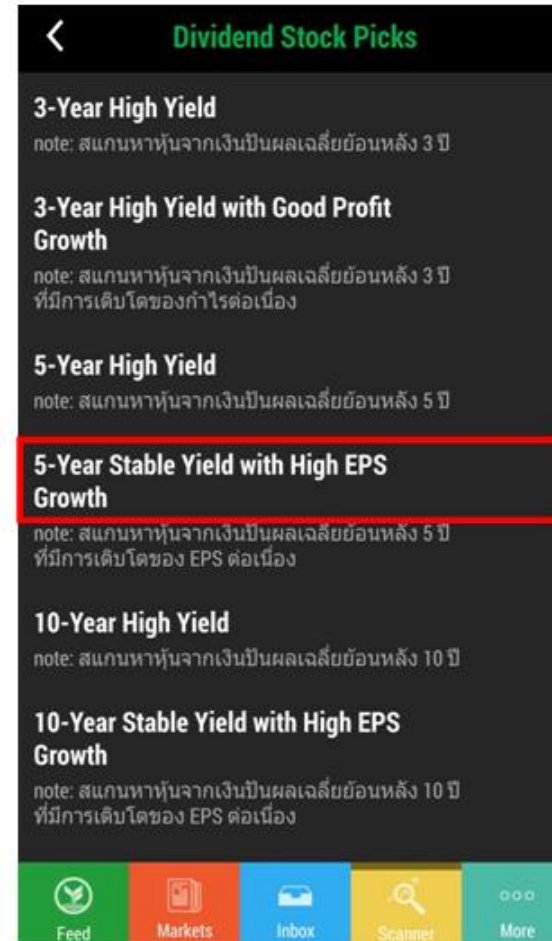 Dividend Stock Picks
3-Year High Yield
note: สแกนหาหุ้นจากเงินปันผลเฉลี่ยย้อนหลัง 3 ปี
3-Year High Yield with Good Profit
Growth
note: สแกนหาหุ้นจากเงินปันผลเฉลี่ยย้อนหลัง 3 ปี
ที่มีการเติบโตของกำไรต่อเนื่อง
5-Year High Yield
note: สแกนหาหุ้นจากเงินปันผลเฉลี่ยย้อนหลัง 5 ปี
5-Year Stable Yield with High EPS
Growth
note: สแกนหาหุ้นจากเงินปันผลเฉลี่ยย้อนหลัง 5 ปี
ที่มีการเติบโตของ EPS ต่อเนื่อง
10-Year High Yield
note: สแกนหาหุ้นจากเงินปันผลเฉลี่ยย้อนหลัง 10 ปี
10-Year Stable Yield with High EPS
Growth
note: สแกนหาหุ้นจากเงินปันผลเฉลี่ยย้อนหลัง 10 ปี
ที่มีการเติบโตของ EPS ต่อเนื่อง
Feed Markets Inbox Scanner More